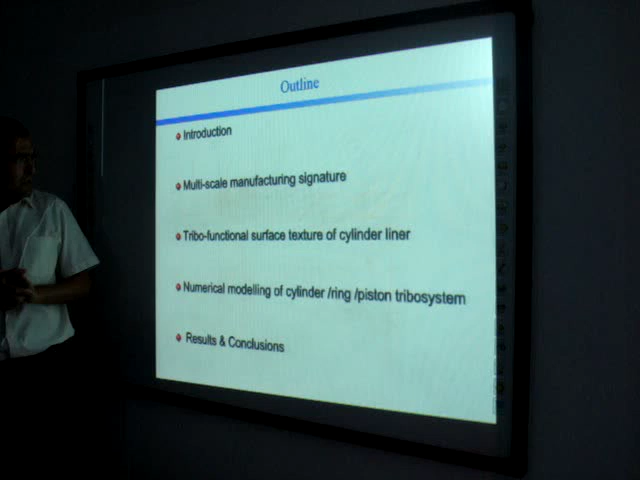 Outline
Introduction
Multi-scale manufacturing signature
Tribo-functional surface texture of cylinder liner
Numerical modelling of cylinder /ring /piston tribosystem
Results & Conclusions